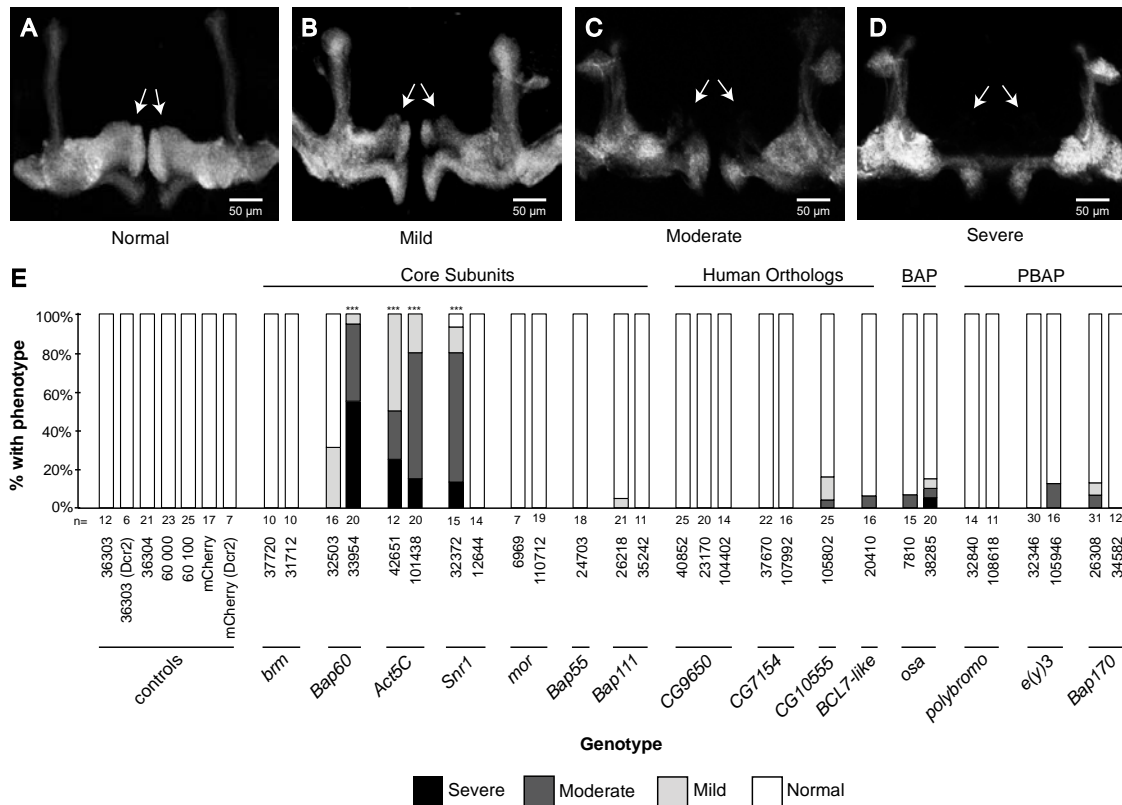 A
B
C
D
50 µm
50 µm
50 µm
50 µm
Normal
Mild
Moderate
Severe
E
Core Subunits
Human Orthologs
BAP
PBAP
*** *** *** ***
100%
80%
60%
40%
20%
0%
% with phenotype
n= 12 6 21 23 25 17 7 10 10 16 20 12 20 15 14 7 19 18 21 11 25 20 14 22 16 25 16 15 20 14 11 30 16 31 12
36303
36303 (Dcr2)
36304
60 000
60 100
mCherry
mCherry (Dcr2)
37720
31712
32503
33954
42651
101438
32372
12644
6969
110712
24703
26218
35242
40852
23170
104402
37670
107992
105802
20410
7810
38285
32840
108618
32346
105946
26308
34582
controls
brm
Bap60
Act5C
Snr1
mor
Bap55
Bap111
CG9650
CG7154
CG10555
BCL7-like
osa
polybromo
e(y)3
Bap170
Genotype
Severe Moderate Mild Normal